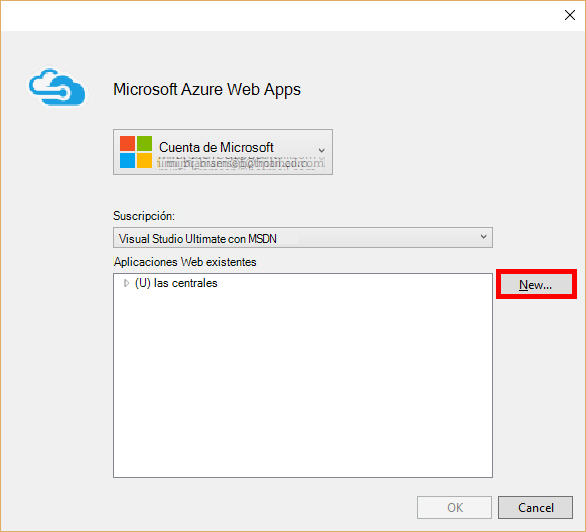 Microsoft Azure Web Apps
Cuenta de Microsoft
Suscripción:
Visual Studio Ultimate con MSDN
Aplicaciones Web existentes
(U) las centrales
New...
OK
Cancel